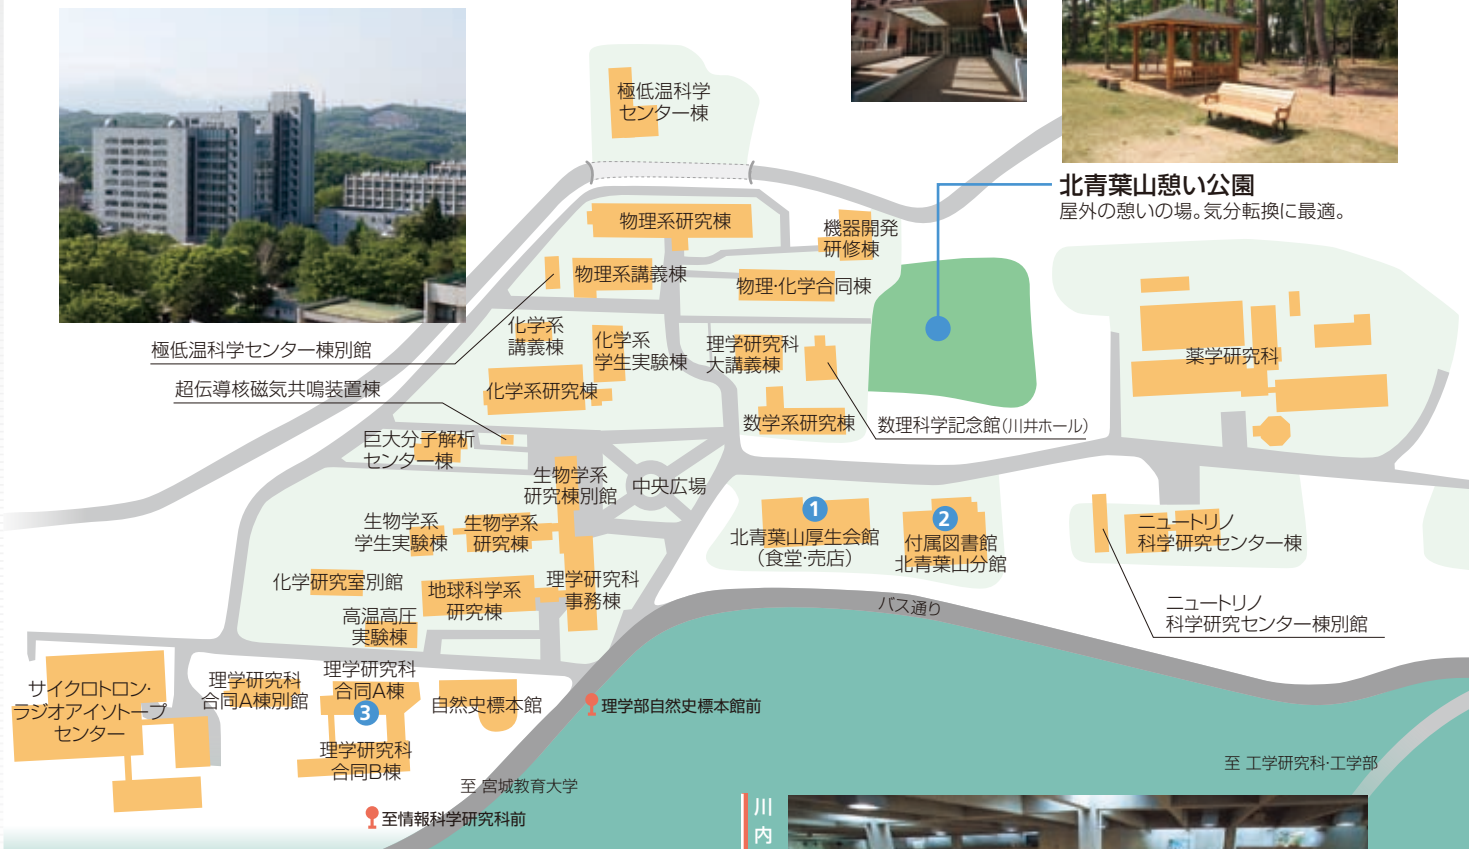 極低温科学
センター棟
北青葉山憩い公園
屋外の憩いの場。気分転換に最適。
物理系研究棟
機器開発
研修棟
物理系講義棟
物理・化学合同棟
極低温科学センター棟別館
化学系
講義棟
化学系
学生実験棟
理学研究科
大講義棟
薬学研究科
超伝導核磁気共鳴装置棟
化学系研究棟
数学系研究棟
数理科学記念館(川井ホール)
巨大分子解析
センター棟
生物学系
研究棟別館
中央広場
生物学系
学生実験棟
生物学系
研究棟
1
北青葉山厚生会館
(食堂・売店)
2
付属図書館
北青葉山分館
ニュートリノ
科学研究センター棟
化学研究室別館
地球科学系
研究棟
理学研究科
事務棟
バス通り
ニュートリノ
科学研究センター棟別館
高温高圧
実験棟
サイクロトロン・
ラジオアイソトープ
センター
理学研究科
合同A棟別館
理学研究科
合同A棟
3
自然史標本館
理学部自然史標本館前
理学研究科
合同B棟
至 宮城教育大学
至 工学研究科・工学部
至情報科学研究科前
川
内